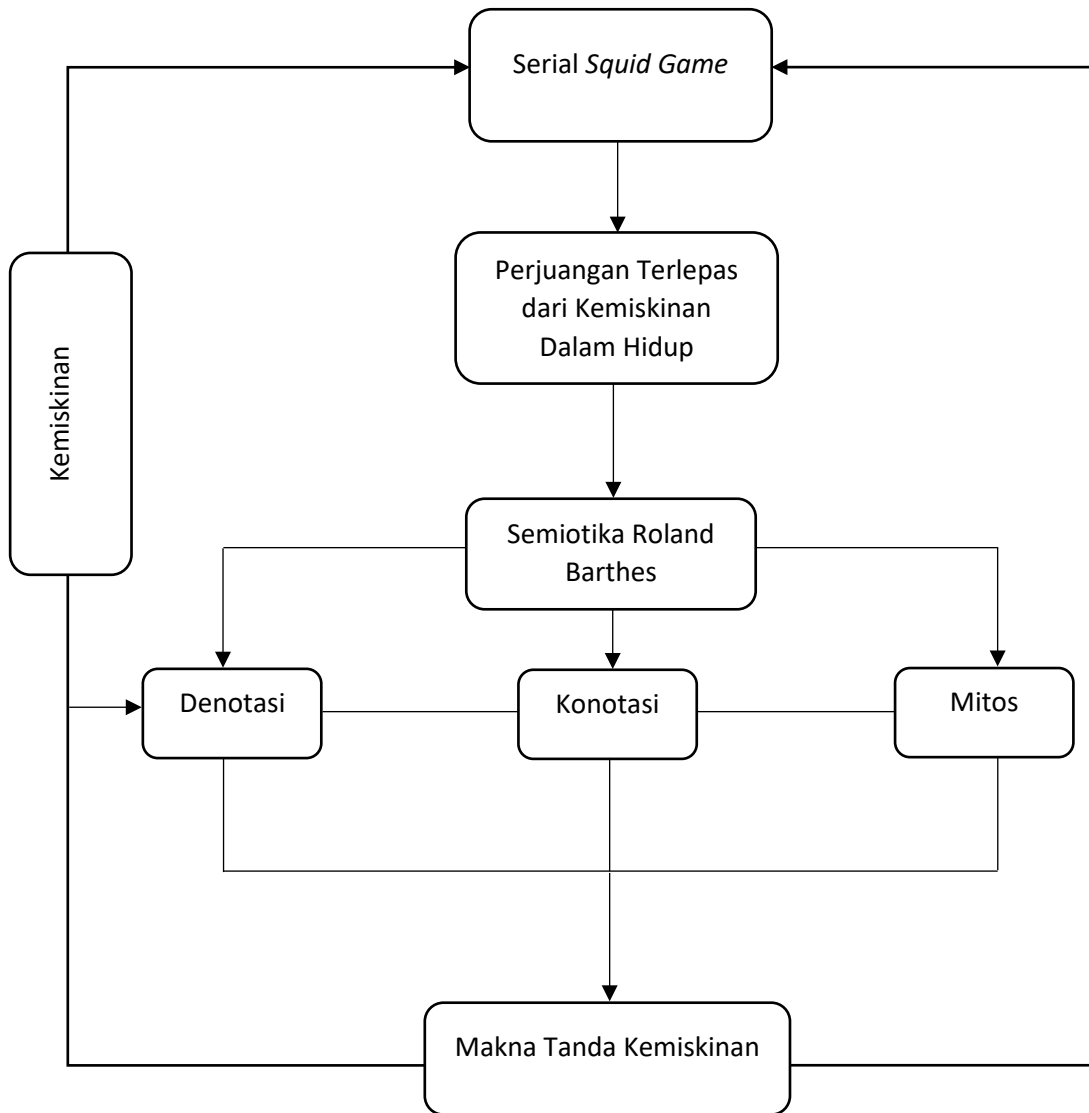 Serial Squid Game
Perjuangan Terlepas
dari Kemiskinan
Dalam Hidup
Kemiskinan
Semiotika Roland
Barthes
Denotasi
Konotasi
Mitos
Makna Tanda Kemiskinan